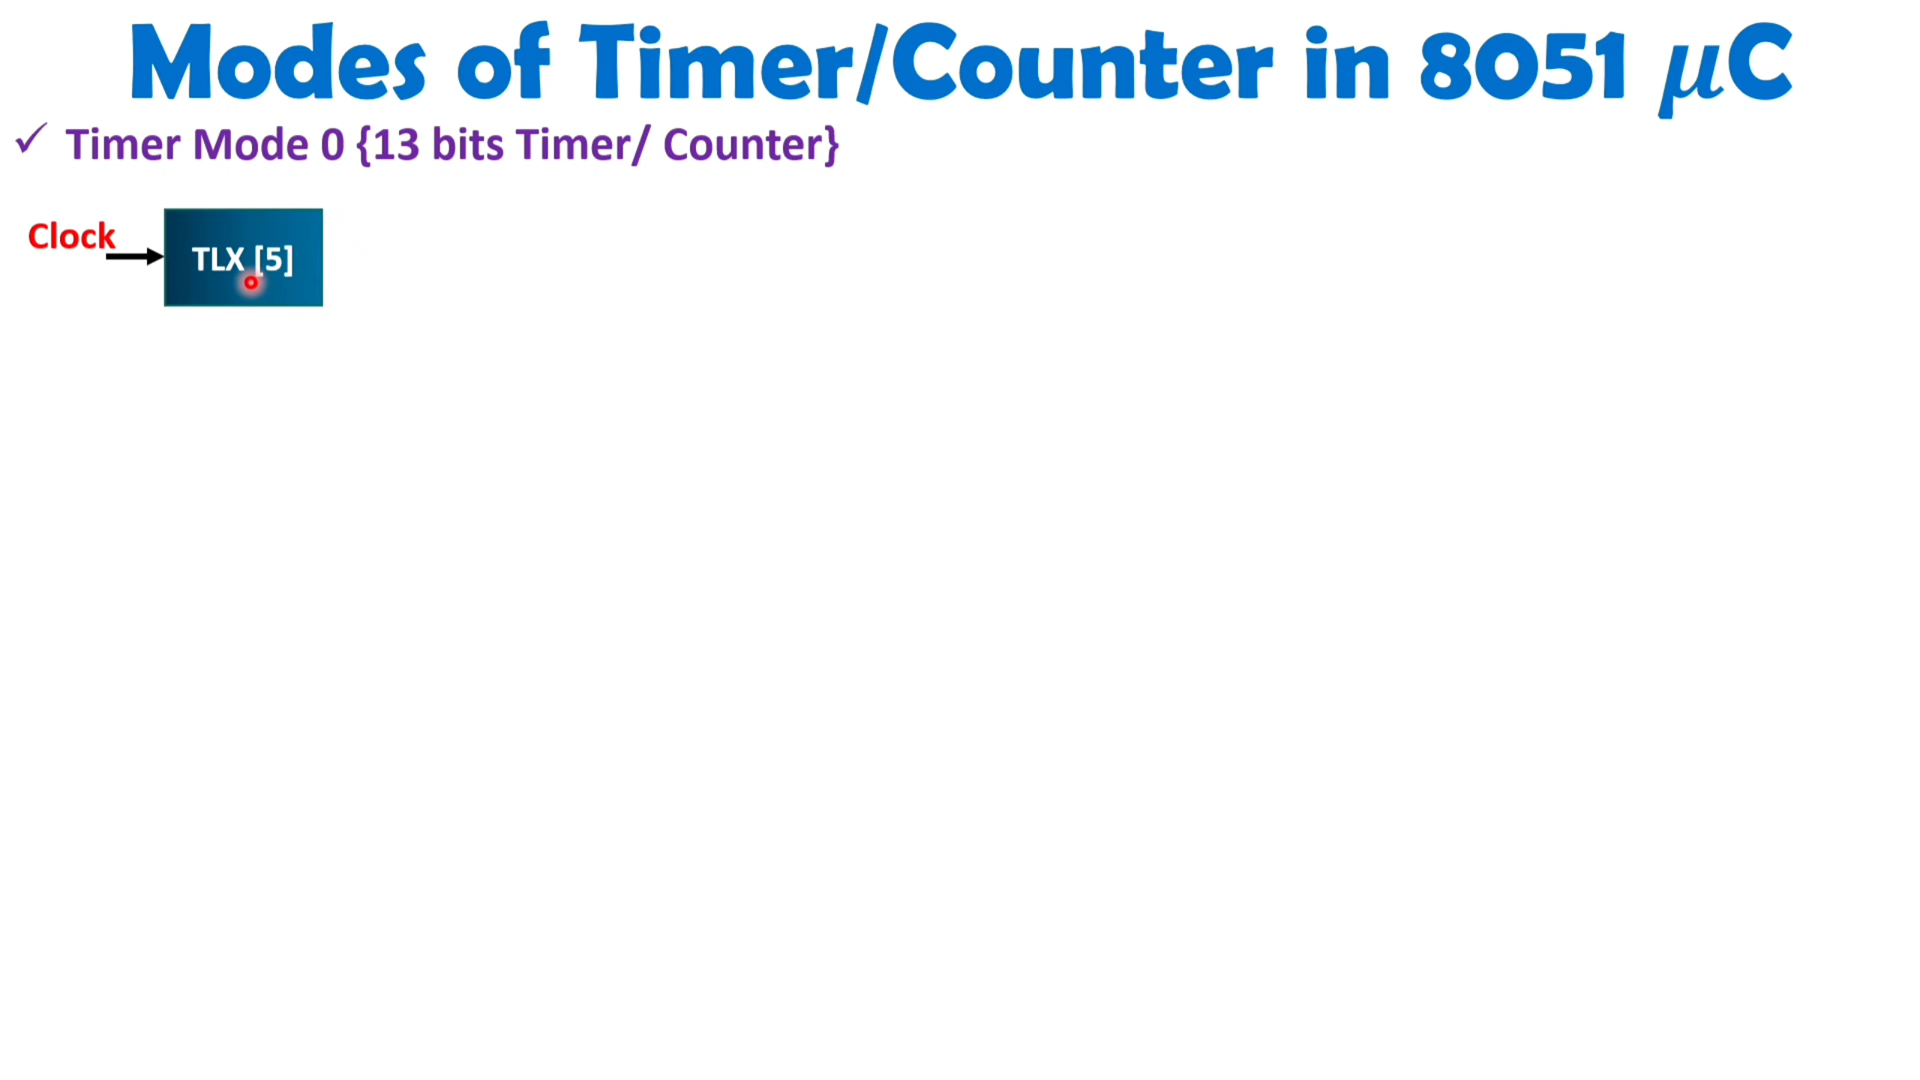 Modes of Timer/Counter in 8051 μC
✓ Timer Mode 0 {13 bits Timer/ Counter}
Clock
TLX [5]